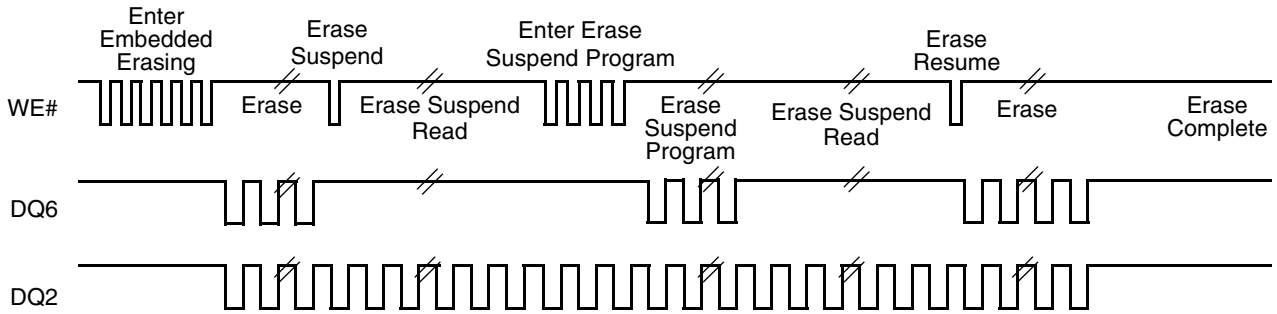 Enter
Embedded
Erasing
Erase
Suspend
Enter Erase
Suspend Program
Erase
Resume
WE#
Erase
Erase Suspend
Read
Erase
Suspend
Program
Erase Suspend
Read
Erase
Erase
Complete
DQ6
DQ2